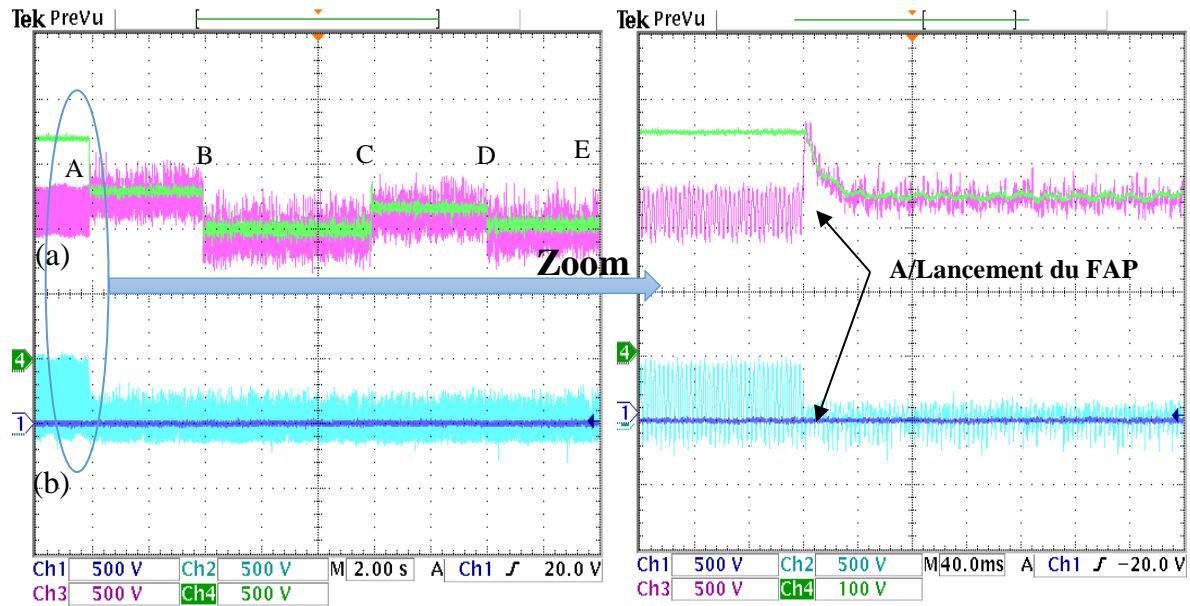 Tek PreVu
A
B
C
D
E
(a)
4
1
(b)
Ch1 500 V Ch2 500 V M 2.00 s A Ch1 20.0 V
Ch3 500 V Ch4 500 V
Zoom
Tek PreVu
A/Lancement du FAP
4
1
Ch1 500 V Ch2 500 V M 40.0ms A Ch1 −20.0 V
Ch3 500 V Ch4 100 V